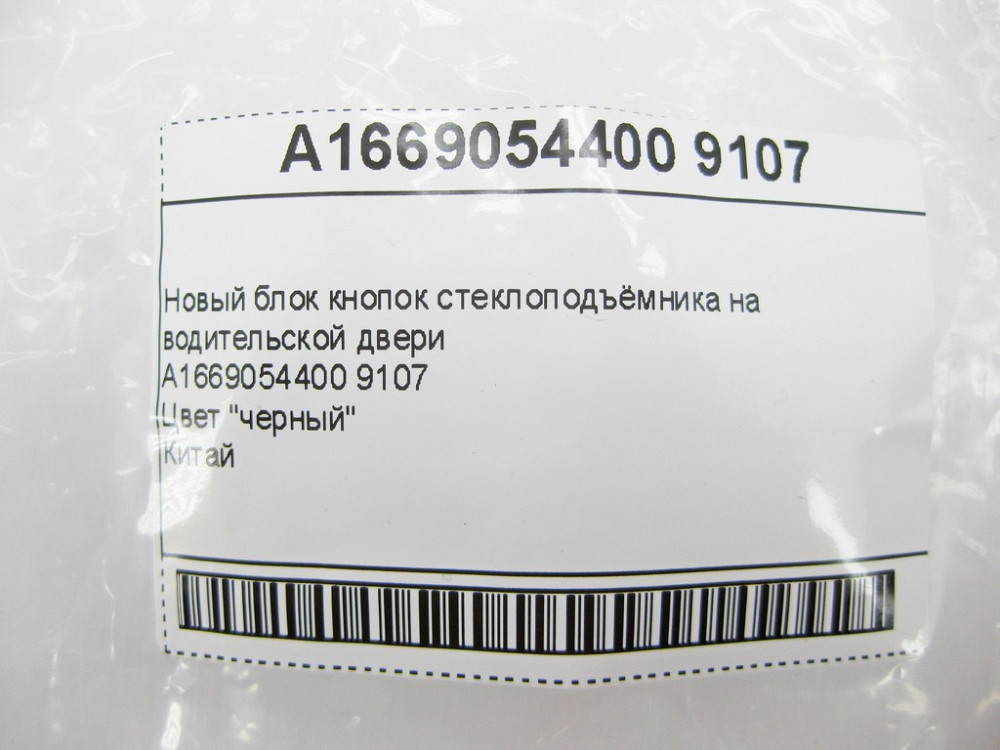 A1669054400 9107
Новый блок кнопок стеклоподъёмника на
водительской двери
A1669054400 9107
Цвет "черный"
Китай